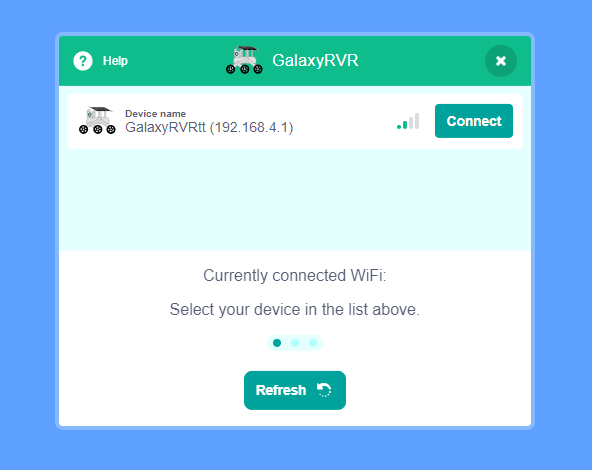 Help
GalaxyRVR
Device name
GalaxyRVRtt (192.168.4.1)
Connect
Currently connected WiFi:
Select your device in the list above.
Refresh